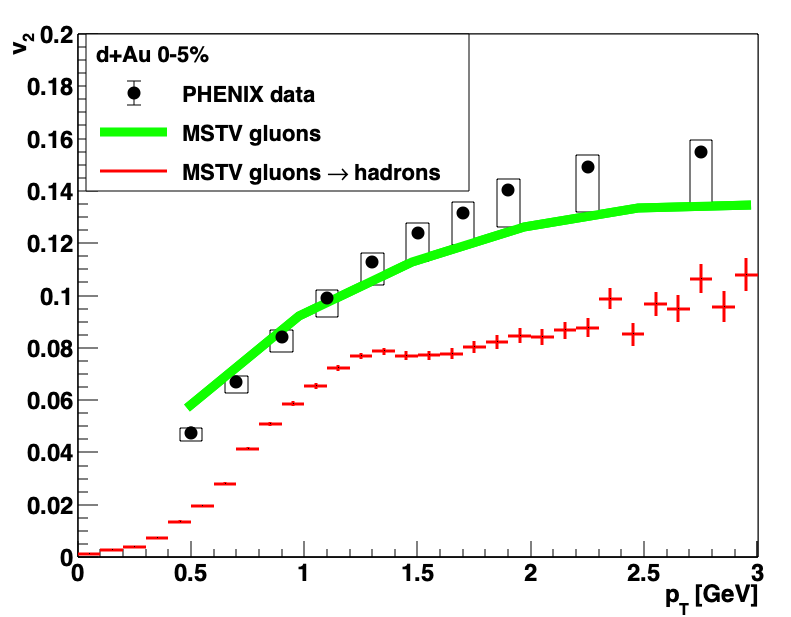 v2
0.2
0.18
0.16
0.14
0.12
0.1
0.08
0.06
0.04
0.02
0
d+Au 0-5%
PHENIX data
MSTV gluons
MSTV gluons → hadrons
0 0.5 1 1.5 2 2.5 3
pT [GeV]